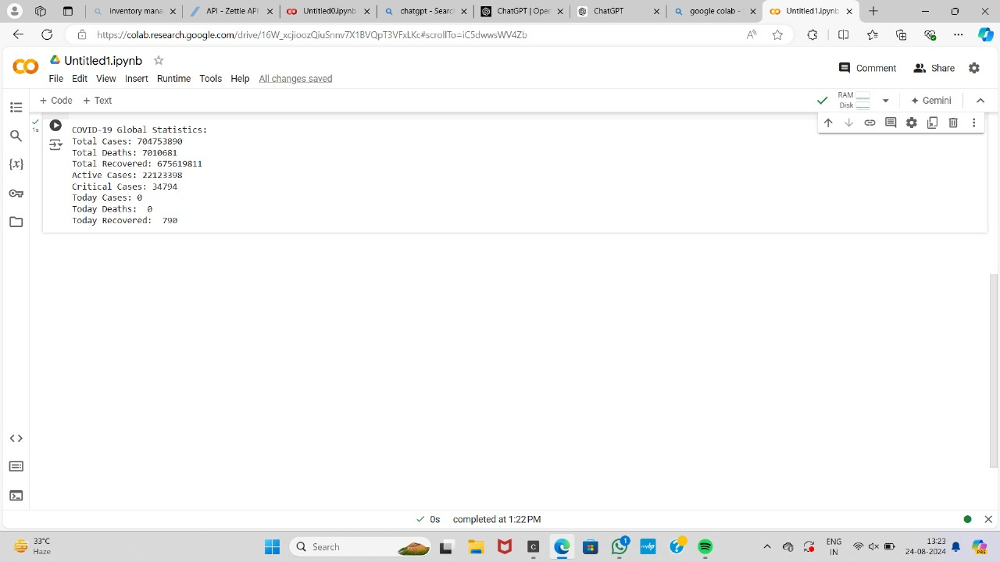 inventory mana
API - Zettle API
Untitled0.ipynb
chatgpt - Search
ChatGPT | Open
ChatGPT
google colab -
Untitled1.ipynb
https://colab.research.google.com/drive/16W_xcjioozQiuSnnv7X1BVQpT3VFxLKc#scrollTo=iC5dwwsWV4Zb
Untitled1.ipynb
Comment
Share
File Edit View Insert Runtime Tools Help All changes saved
+ Code + Text
RAM
Disk
Gemini
1s
{x}
COVID-19 Global Statistics:
Total Cases: 704753890
Total Deaths: 7010681
Total Recovered: 675619811
Active Cases: 22123398
Critical Cases: 34794
Today Cases: 0
Today Deaths:  0
Today Recovered:  790
0s completed at 1:22 PM
33°C
Haze
Search
1
ENG
IN
13:23
24-08-2024
PRE